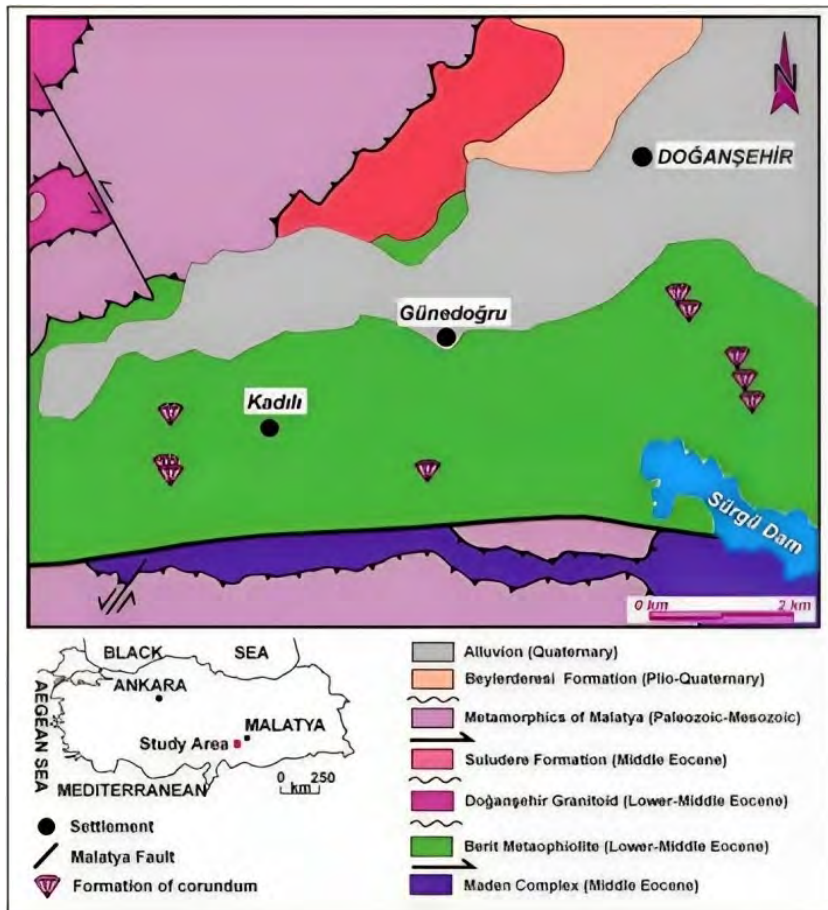 N
DOĞANŞEHİR
Günedoğru
Kadılı
Sürgü Dam
0 km 2 km
BLACK SEA
ANKARA
AEGEAN SEA
MALATYA
Study Area
0 250
km
MEDITERRANEAN
Settlement
Malatya Fault
Formation of corundum
Alluvion (Quaternary)
Beylerderesi Formation (Plio-Quaternary)
Metamorphics of Malatya (Paleozoic-Mesozoic)
Suludere Formation (Middle Eocene)
Doğanşehir Granitoid (Lower-Middle Eocene)
Berit Metaophiolite (Lower-Middle Eocene)
Maden Complex (Middle Eocene)